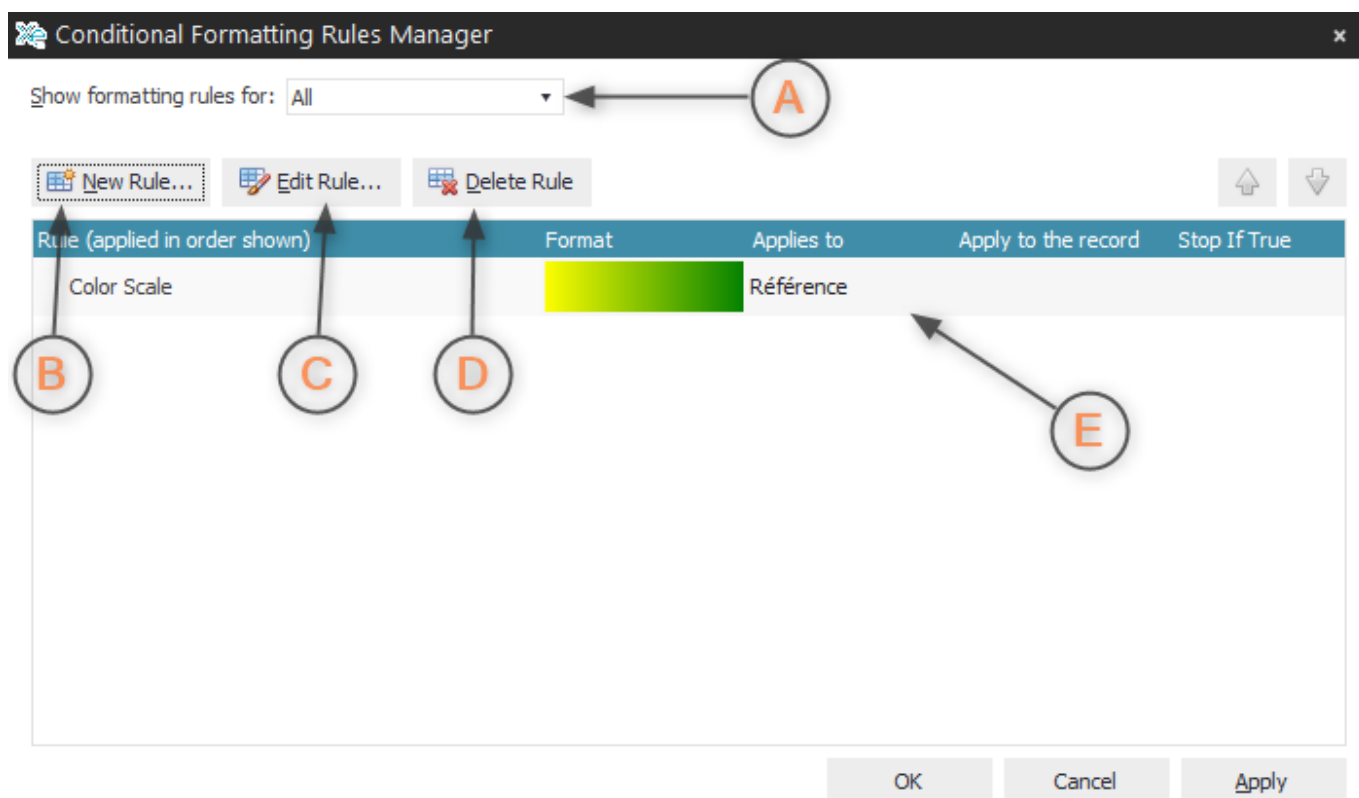 Conditional Formatting Rules Manager ×
Show formatting rules for: All A
New Rule... Edit Rule... Delete Rule
Rule (applied in order shown) Format Applies to Apply to the record Stop If True
Color Scale Référence
B C D
E
OK Cancel Apply